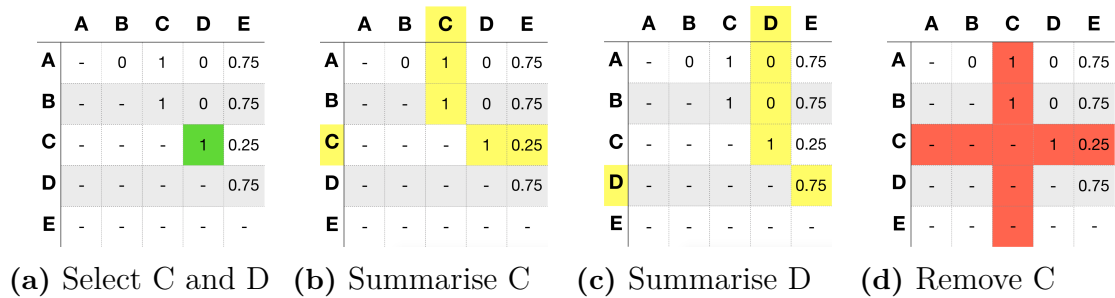 A B C D E
A - 0 1 0 0.75
B - - 1 0 0.75
C - - - 1 0.25
D - - - - 0.75
E - - - - -
(a) Select C and D
A B C D E
A - 0 1 0 0.75
B - - 1 0 0.75
C - - - 1 0.25
D - - - - 0.75
E - - - - -
(b) Summarise C
A B C D E
A - 0 1 0 0.75
B - - 1 0 0.75
C - - - 1 0.25
D - - - - 0.75
E - - - - -
(c) Summarise D
A B C D E
A - 0 1 0 0.75
B - - 1 0 0.75
C - - - 1 0.25
D - - - - 0.75
E - - - - -
(d) Remove C